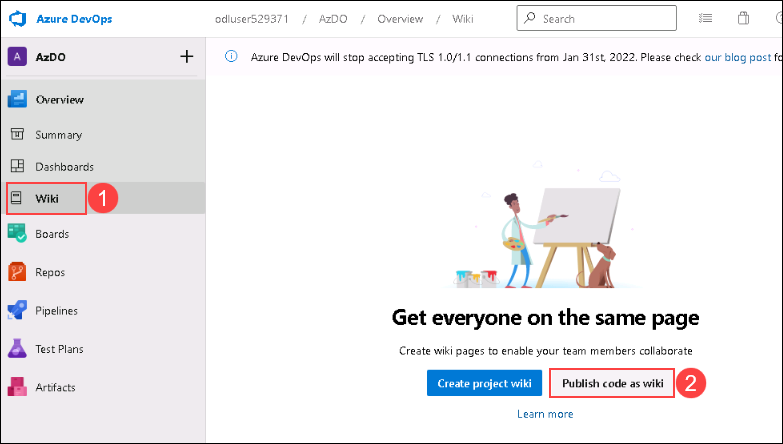 Azure DevOps
odluser529371 / AzDO / Overview / Wiki
Search
A AzDO +
Azure DevOps will stop accepting TLS 1.0/1.1 connections from Jan 31st, 2022. Please check our blog post fo
Overview
Summary
Dashboards
Wiki
1
Boards
Repos
Pipelines
Test Plans
Artifacts
Get everyone on the same page
Create wiki pages to enable your team members collaborate
Create project wiki Publish code as wiki 2
Learn more